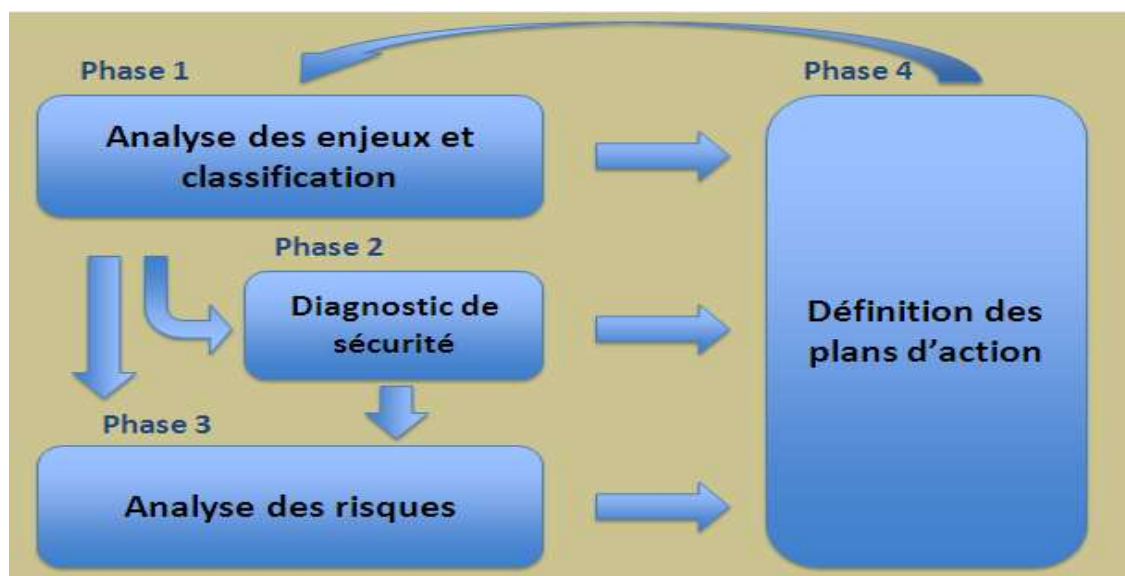 Phase 1
Analyse des enjeux et
classification
Phase 2
Diagnostic de
sécurité
Phase 3
Analyse des risques
Phase 4
Définition des
plans d’action